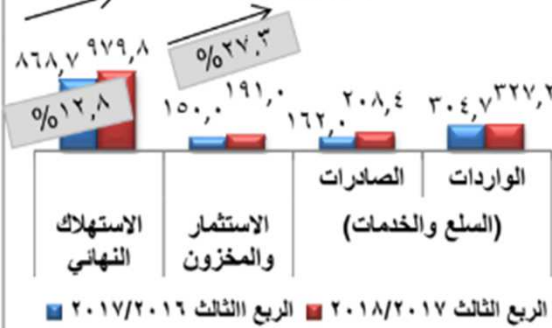 ٨٦٨,٧ ٩٧٩,٨
%١٢,٨
%٢٧,٣
١٥٠,٠ ١٩١,٠
١٦٢,٠ ٢٠٨,٤
٣٠٤,٧ ٣٢٧,٢
الصادرات الواردات
الاستهلاك النهائي
الاستثمار والمخزون
(السلع والخدمات)
الربع االثالث ٢٠١٧/٢٠١٦ الربع الثالث ٢٠١٨/٢٠١٧